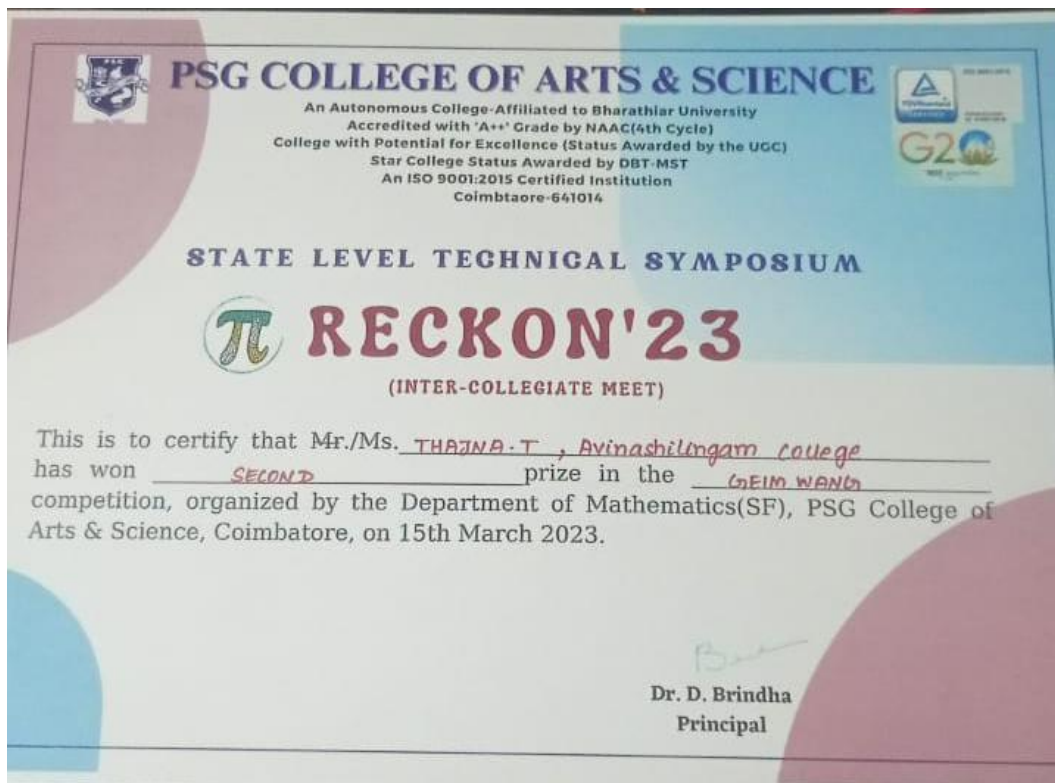 PSG COLLEGE OF ARTS & SCIENCE
An Autonomous College-Affiliated to Bharathiar University
Accredited with 'A++' Grade by NAAC(4th Cycle)
College with Potential for Excellence (Status Awarded by the UGC)
Star College Status Awarded by DBT-MST
An ISO 9001:2015 Certified Institution
Coimbtaore-641014
G20
STATE LEVEL TECHNICAL SYMPOSIUM
π RECKON'23
(INTER-COLLEGIATE MEET)
This is to certify that Mr./Ms. THAJNA.T , Avinashilingam college
has won SECOND prize in the GEIM WANG
competition, organized by the Department of Mathematics(SF), PSG College of
Arts & Science, Coimbatore, on 15th March 2023.
Dr. D. Brindha
Principal